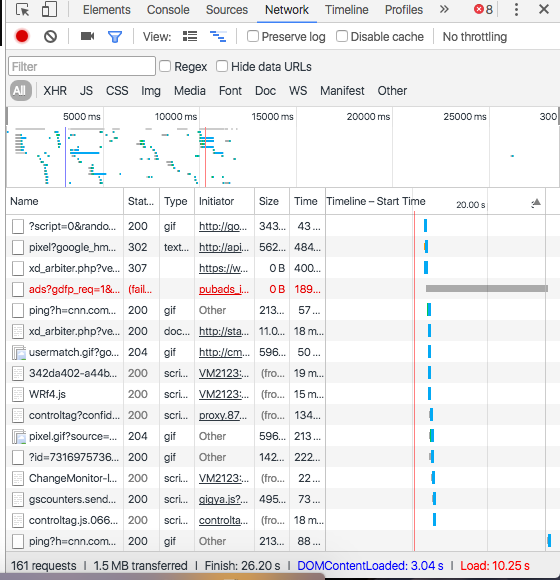 Elements Console Sources Network Timeline Profiles » 8
View: Preserve log Disable cache No throttling
Filter Regex Hide data URLs
All XHR JS CSS Img Media Font Doc WS Manifest Other
5000 ms 10000 ms 15000 ms 20000 ms 25000 ms 300
Name Stat... Type Initiator Size Time Timeline – Start Time 20.00 s
?script=0&rando... 200 gif http://go... 343... 43 ...
pixel?google_hm... 302 text... http://api... 562... 484...
xd_arbiter.php?ve... 307 https://w... 0 B 400...
ads?gdfp_req=1&... (fail... pubads_i... 0 B 189...
ping?h=cnn.com... 200 gif Other 213... 57 ...
xd_arbiter.php?ve... 200 doc... http://sta... 11.0... 18 m...
usermatch.gif?go... 204 gif http://cm... 596... 50 ...
342da402-a44b... 200 scri... VM2123:... (fro... 19 m...
WRf4.js 200 scri... VM2123:... (fro... 15 m...
controltag?confid... 200 scri... proxy.87... (fro... 134...
pixel.gif?source=... 204 gif Other 596... 213 ...
?id=7316975736... 200 gif Other 142... 222...
ChangeMonitor-l... 200 scri... VM2123:... (fro... 22 ...
gscounters.send... 200 scri... gigya.js?... 495... 73 ...
controltag.js.066... 200 scri... controlta... (fro... 18 m...
ping?h=cnn.com... 200 gif Other 213... 88 ...
161 requests | 1.5 MB transferred | Finish: 26.20 s | DOMContentLoaded: 3.04 s | Load: 10.25 s